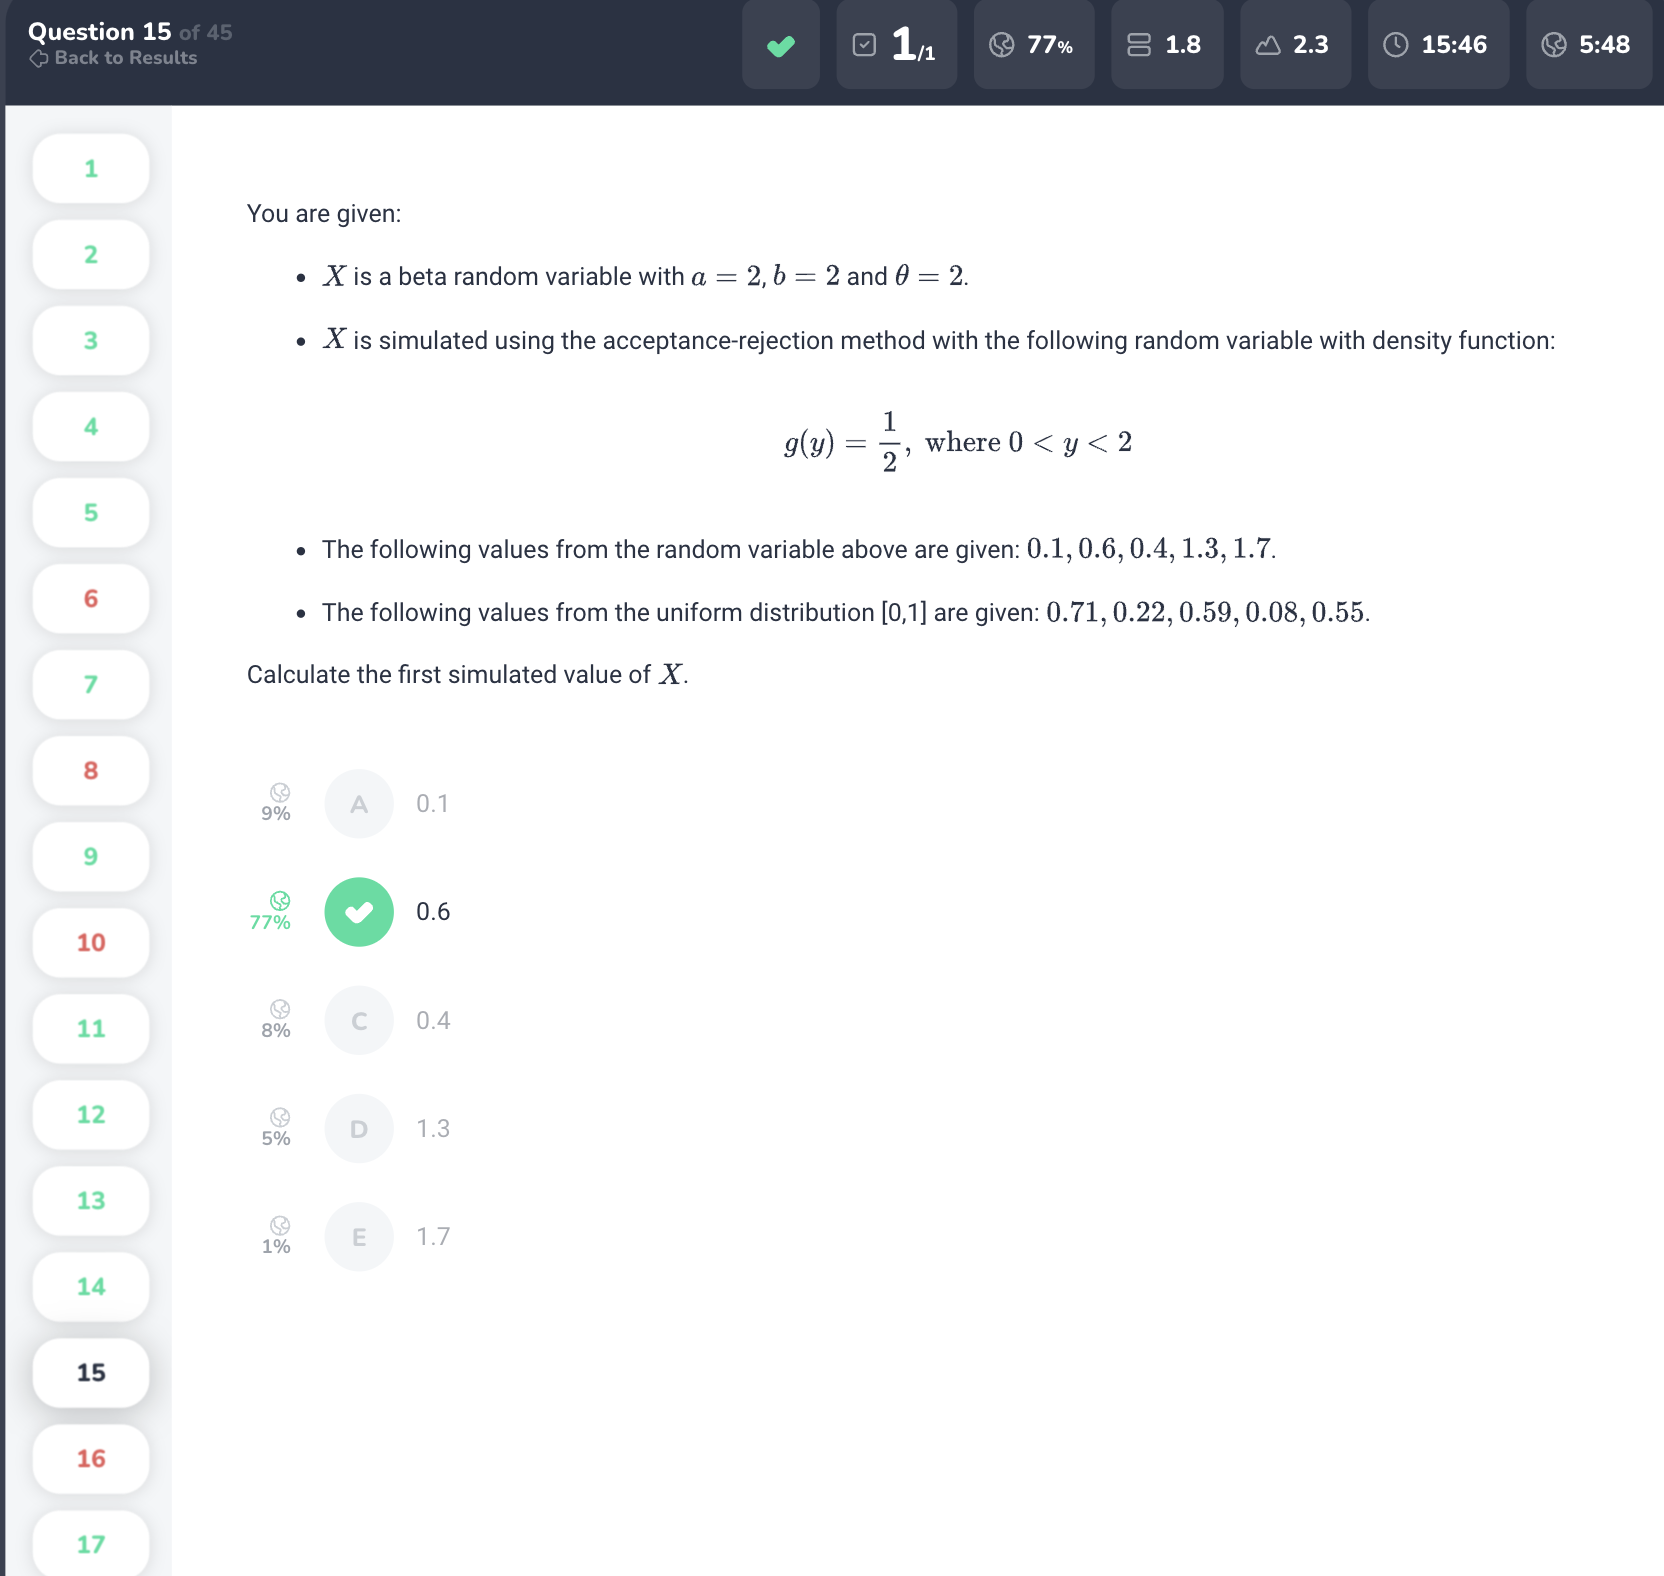 Question 15 of 45
Back to Results
1/1
77%
1.8
2.3
15:46
5:48
1
2
3
4
5
6
7
8
9
10
11
12
13
14
15
16
17
You are given:
• X is a beta random variable with a = 2, b = 2 and θ = 2.
• X is simulated using the acceptance-rejection method with the following random variable with density function:
g(y) = 1/2, where 0 < y < 2
• The following values from the random variable above are given: 0.1, 0.6, 0.4, 1.3, 1.7.
• The following values from the uniform distribution [0,1] are given: 0.71, 0.22, 0.59, 0.08, 0.55.
Calculate the first simulated value of X.
9% A 0.1
77% 0.6
8% C 0.4
5% D 1.3
1% E 1.7